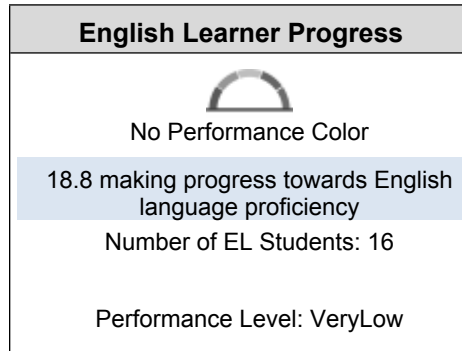 English Learner Progress
No Performance Color
18.8 making progress towards English
language proficiency
Number of EL Students: 16
Performance Level: VeryLow